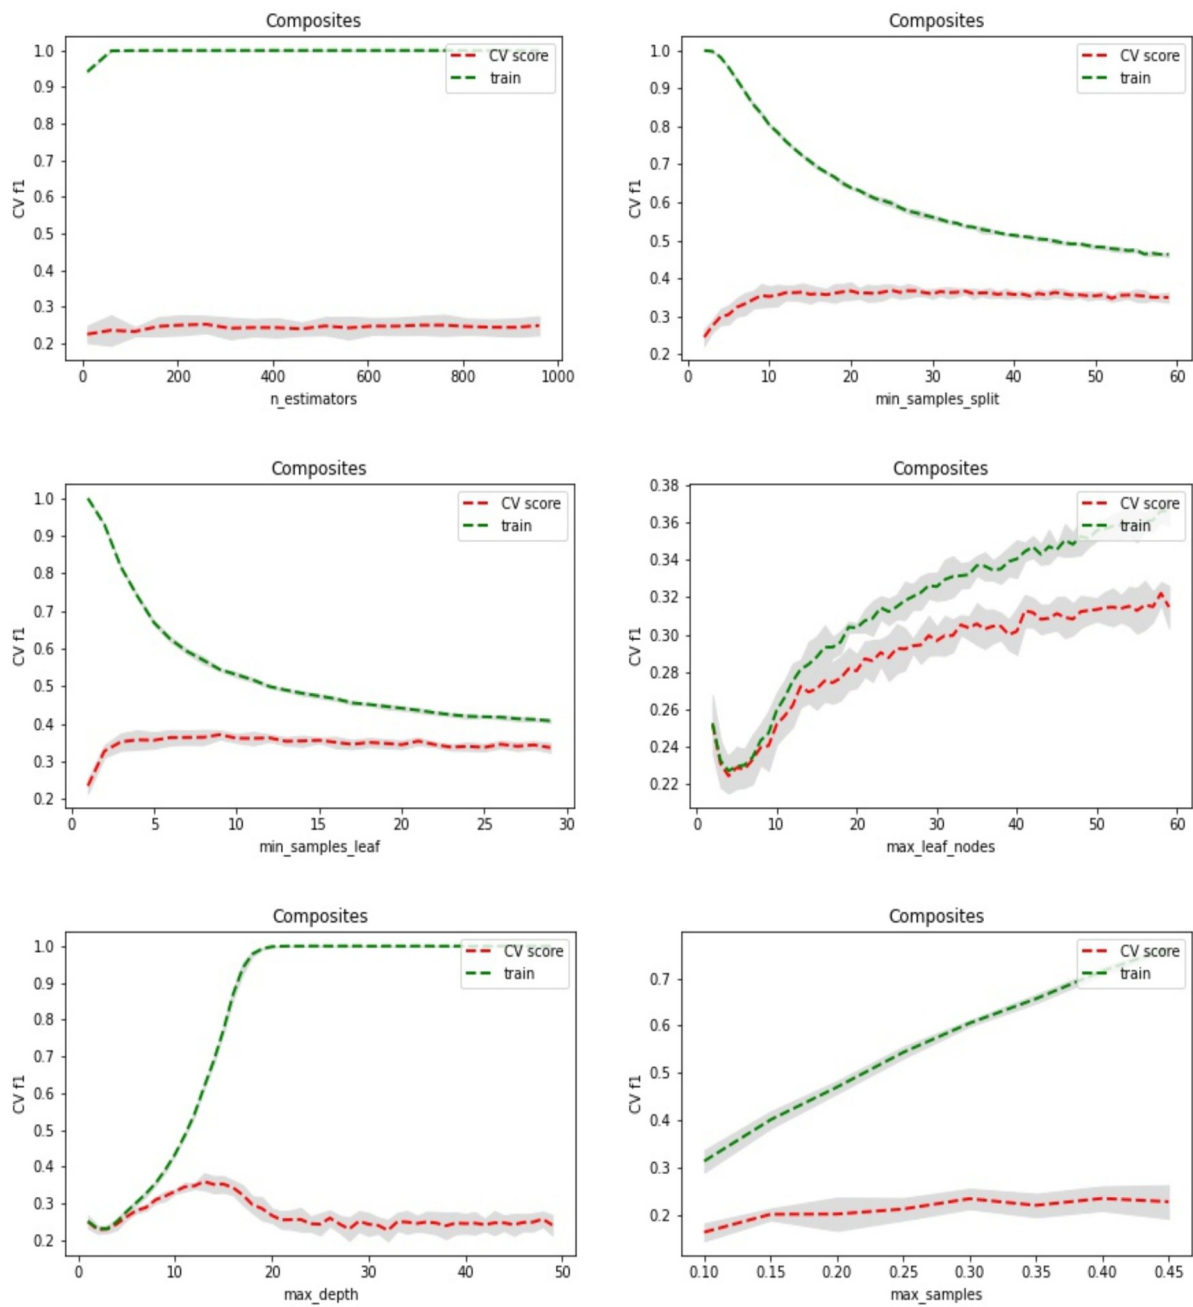 Composites
CV f1
1.0
0.9
0.8
0.7
0.6
0.5
0.4
0.3
0.2
CV score
train
0 200 400 600 800 1000
n_estimators
Composites
CV f1
1.0
0.9
0.8
0.7
0.6
0.5
0.4
0.3
0.2
CV score
train
0 10 20 30 40 50 60
min_samples_split
Composites
CV f1
1.0
0.9
0.8
0.7
0.6
0.5
0.4
0.3
0.2
CV score
train
0 5 10 15 20 25 30
min_samples_leaf
Composites
CV f1
0.38
0.36
0.34
0.32
0.30
0.28
0.26
0.24
0.22
CV score
train
0 10 20 30 40 50 60
max_leaf_nodes
Composites
CV f1
1.0
0.9
0.8
0.7
0.6
0.5
0.4
0.3
0.2
CV score
train
0 10 20 30 40 50
max_depth
Composites
CV f1
0.7
0.6
0.5
0.4
0.3
0.2
CV score
train
0.10 0.15 0.20 0.25 0.30 0.35 0.40 0.45
max_samples